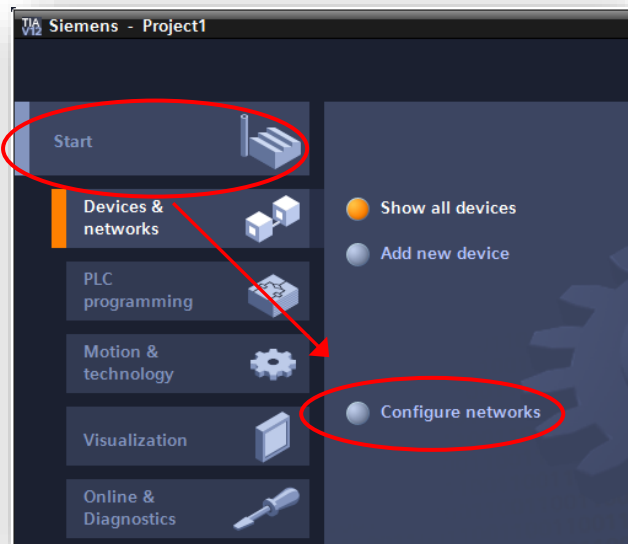 TIA
V12
Siemens - Project1
Start
Devices &
networks
Show all devices
Add new device
PLC
programming
Motion &
technology
Configure networks
Visualization
Online &
Diagnostics